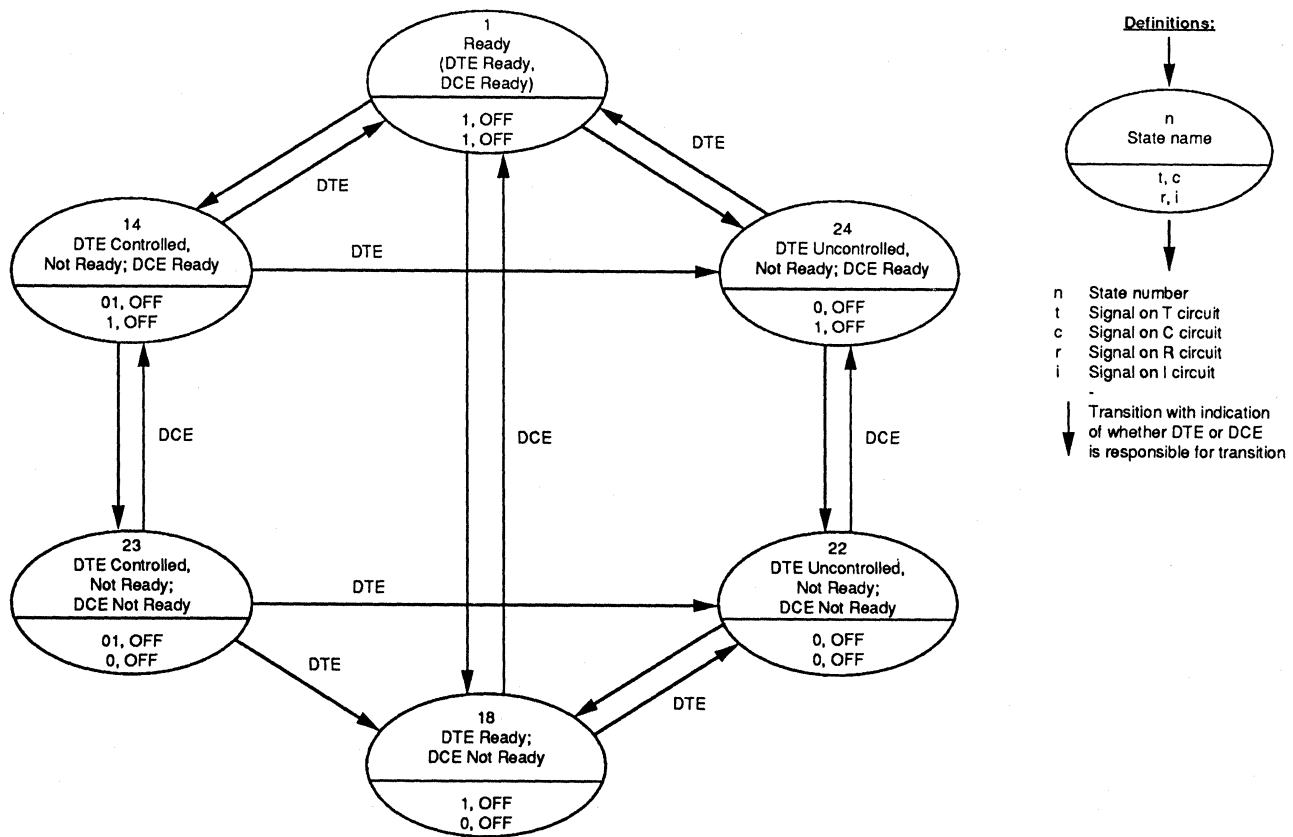 1
Ready
(DTE Ready,
DCE Ready)
1, OFF
1, OFF
DTE
DTE
14
DTE Controlled,
Not Ready; DCE Ready
01, OFF
1, OFF
DTE
24
DTE Uncontrolled,
Not Ready; DCE Ready
0, OFF
1, OFF
DCE
DCE
DCE
23
DTE Controlled,
Not Ready;
DCE Not Ready
01, OFF
0, OFF
DTE
22
DTE Uncontrolled,
Not Ready;
DCE Not Ready
0, OFF
0, OFF
DTE
DTE
18
DTE Ready;
DCE Not Ready
1, OFF
0, OFF
Definitions:
n
State name
t, c
r, i
n State number
t Signal on T circuit
c Signal on C circuit
r Signal on R circuit
i Signal on I circuit
-
Transition with indication
of whether DTE or DCE
is responsible for transition